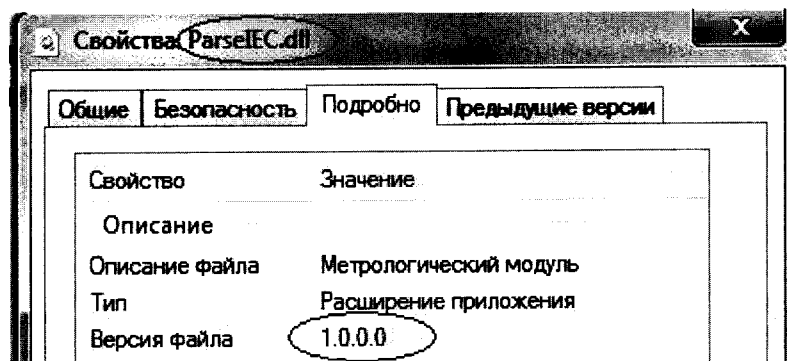 Свойства: ParseIEC.dll
X
Общие Безопасность Подробно Предыдущие версии
Свойство Значение
Описание
Описание файла Метрологический модуль
Тип Расширение приложения
Версия файла 1.0.0.0